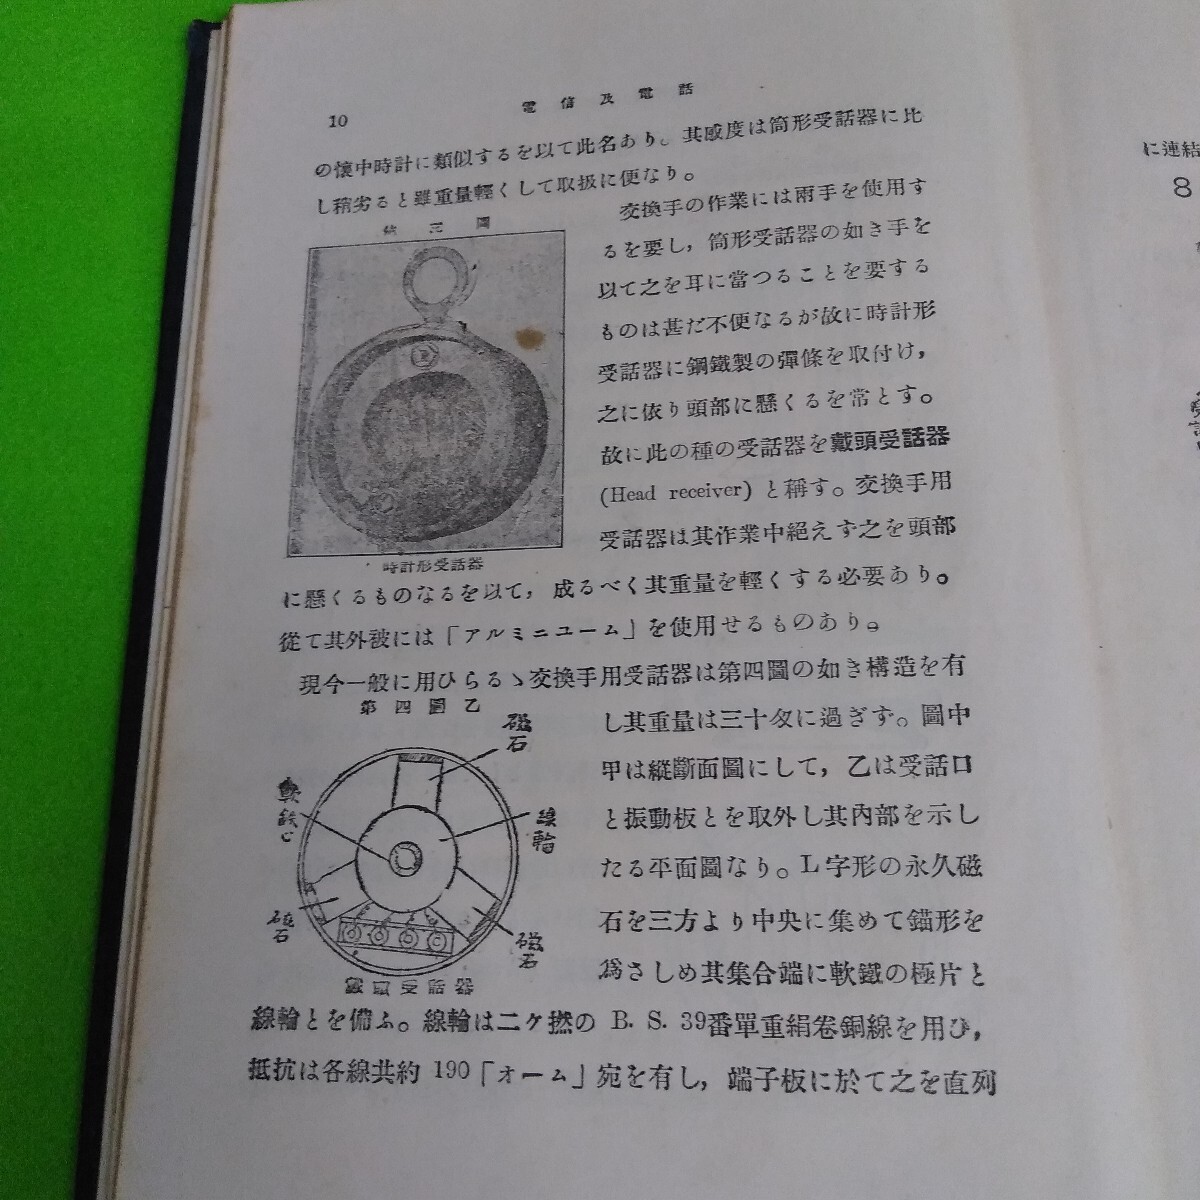 10
電信及電話
の懷中時計に類似するを以て此名あり。其感度は筒形受話器に比
し稍劣ると雖重量輕くして取扱に便なり。
第三圖
時計形受話器
交換手の作業には兩手を使用す
るを要し，筒形受話器の如き手を
以て之を耳に當つることを要する
ものは甚だ不便なるが故に時計形
受話器に鋼鐵製の彈條を取付け，
之に依り頭部に懸くるを常とす。
故に此の種の受話器を戴頭受話器
(Head receiver) と稱す。交換手用
受話器は其作業中絕えす之を頭部
に懸くるものなるを以て，成るべく其重量を輕くする必要あり。
從て其外被には「アルミニユーム」を使用せるものあり。
現今一般に用ひらるゝ交換手用受話器は第四圖の如き構造を有
第四圖乙
磁石
軟鉄心
線輪
磁石
磁石
戴頭受話器
し其重量は三十匁に過ぎず。圖中
甲は縱斷面圖にして，乙は受話口
と振動板とを取外し其內部を示し
たる平面圖なり。L字形の永久磁
石を三方より中央に集めて錨形を
爲さしめ其集合端に軟鐵の極片と
線輪とを備ふ。線輪は二ケ撚の B. S. 39番單重絹卷銅線を用ひ，
抵抗は各線共約 190「オーム」宛を有し，端子板に於て之を直列
に連結
8